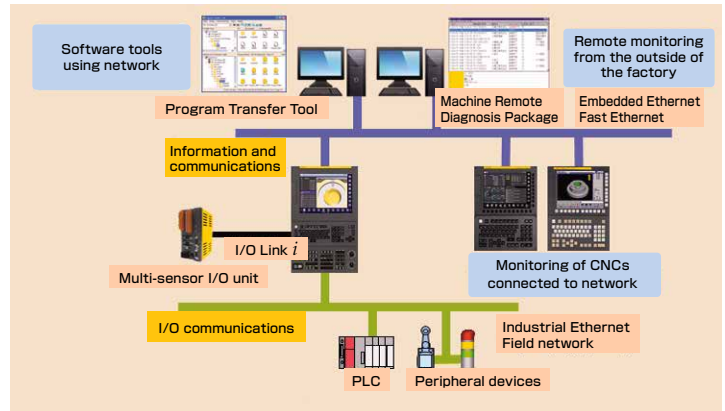 Software tools
using network
Program Transfer Tool
Machine Remote
Diagnosis Package
Remote monitoring
from the outside of
the factory
Embedded Ethernet
Fast Ethernet
Information and
communications
I/O Link i
Multi-sensor I/O unit
Monitoring of CNCs
connected to network
I/O communications
Industrial Ethernet
Field network
PLC
Peripheral devices